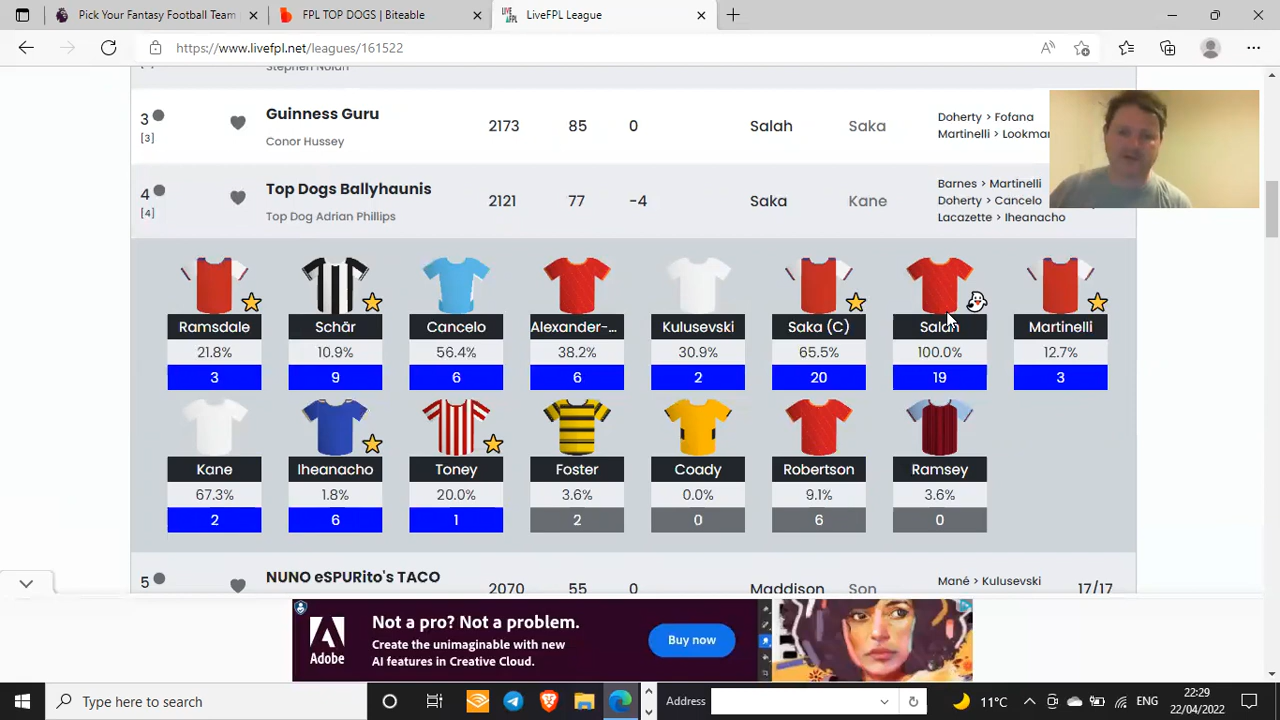 Pick Your Fantasy Football Team
FPL TOP DOGS | Biteable
LiveFPL League
https://www.livefpl.net/leagues/161522
Stephen Nolan
3 Guinness Guru 2173 85 0 Salah Saka Doherty > Fofana
[3] Conor Hussey Martinelli > Lookman
4 Top Dogs Ballyhaunis 2121 77 -4 Saka Kane Barnes > Martinelli
[4] Top Dog Adrian Phillips Doherty > Cancelo
Lacazette > Iheanacho
Ramsdale Schär Cancelo Alexander-... Kulusevski Saka (C) Salah Martinelli
21.8% 10.9% 56.4% 38.2% 30.9% 65.5% 100.0% 12.7%
3 9 6 6 2 20 19 3
Kane Iheanacho Toney Foster Coady Robertson Ramsey
67.3% 1.8% 20.0% 3.6% 0.0% 9.1% 3.6%
2 6 1 2 0 6 0
5 NUNO eSPURito's TACO 2070 55 0 Maddison Son Mané > Kulusevski 17/17
Adobe
Not a pro? Not a problem.
Create the unimaginable with new
AI features in Creative Cloud.
Buy now
Type here to search
Address
11°C
ENG
22:29
22/04/2022